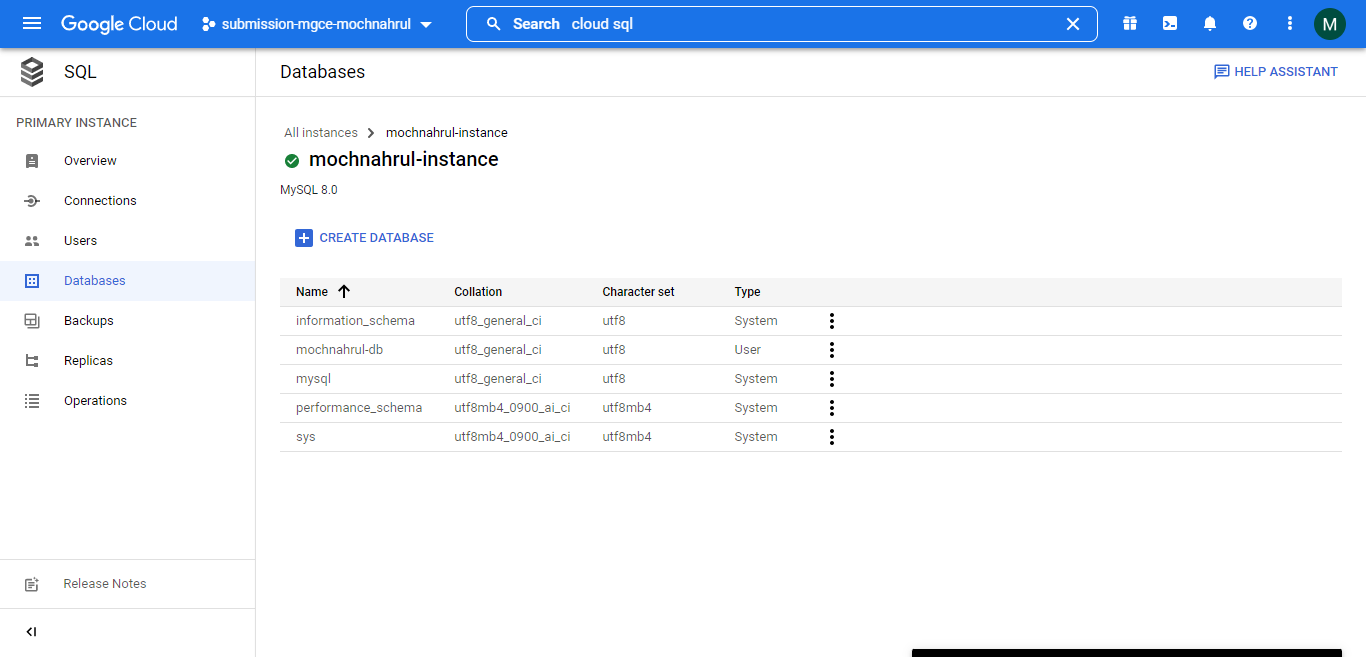 Google Cloud submission-mgce-mochnahrul Search cloud sql M
SQL Databases HELP ASSISTANT
PRIMARY INSTANCE
Overview
Connections
Users
Databases
Backups
Replicas
Operations
Release Notes
All instances mochnahrul-instance
mochnahrul-instance
MySQL 8.0
CREATE DATABASE
Name Collation Character set Type
information_schema utf8_general_ci utf8 System
mochnahrul-db utf8_general_ci utf8 User
mysql utf8_general_ci utf8 System
performance_schema utf8mb4_0900_ai_ci utf8mb4 System
sys utf8mb4_0900_ai_ci utf8mb4 System